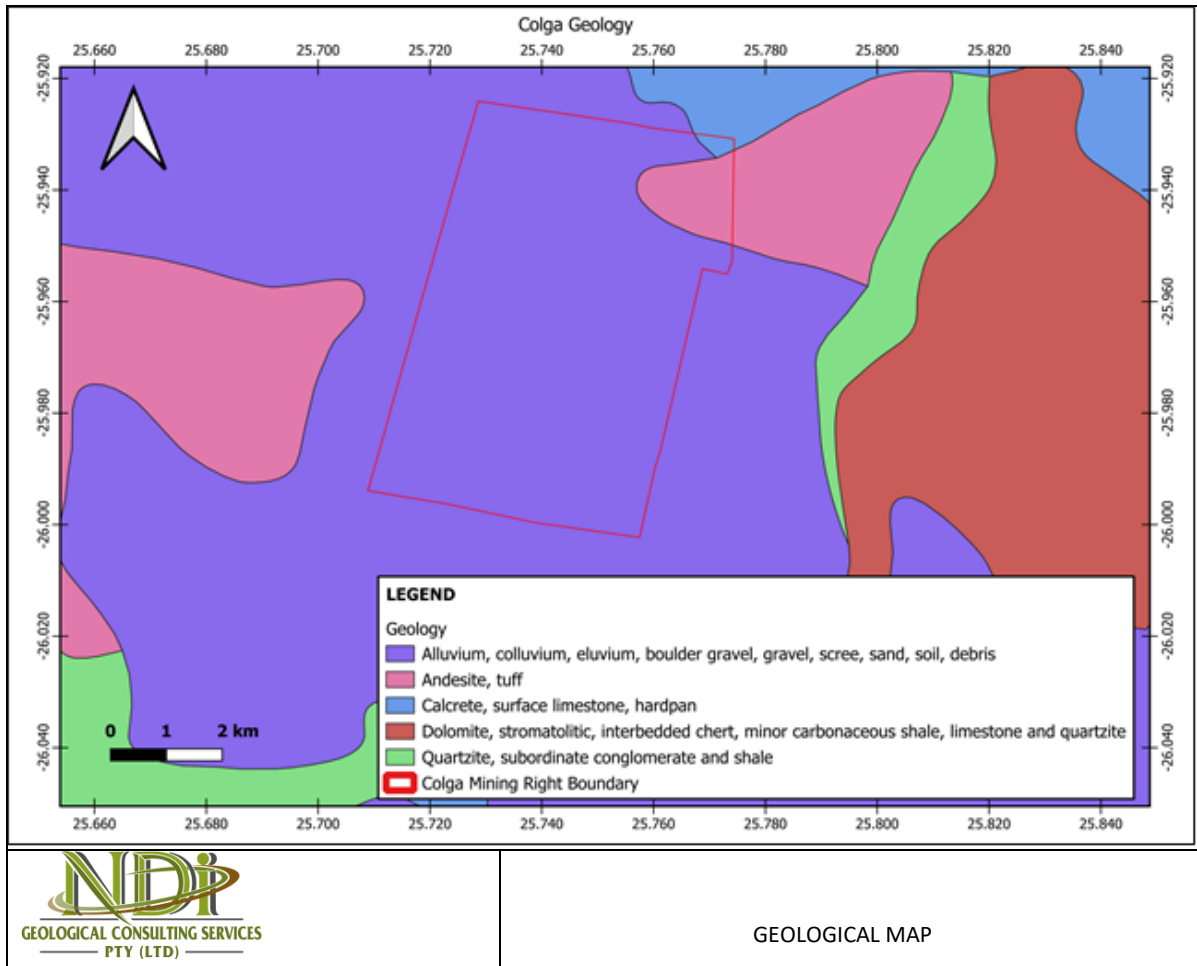 Colga Geology
25.660 25.680 25.700 25.720 25.740 25.760 25.780 25.800 25.820 25.840
-25.920 -25.920
-25.940 -25.940
-25.960 -25.960
-25.980 -25.980
-26.000 -26.000
-26.020 -26.020
-26.040 -26.040
LEGEND
Geology
Alluvium, colluvium, eluvium, boulder gravel, gravel, scree, sand, soil, debris
Andesite, tuff
Calcrete, surface limestone, hardpan
Dolomite, stromatolitic, interbedded chert, minor carbonaceous shale, limestone and quartzite
Quartzite, subordinate conglomerate and shale
Colga Mining Right Boundary
0 1 2 km
25.660 25.680 25.700 25.720 25.740 25.760 25.780 25.800 25.820 25.840
NDi
GEOLOGICAL CONSULTING SERVICES
PTY (LTD)
GEOLOGICAL MAP